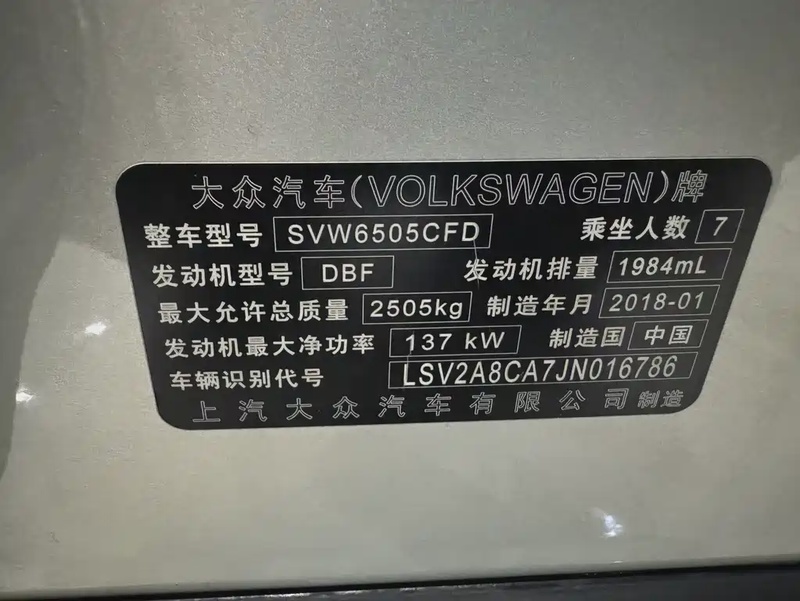 大众汽车(VOLKSWAGEN)牌
整车型号 SVW6505CFD 乘坐人数 7
发动机型号 DBF 发动机排量 1984mL
最大允许总质量 2505kg 制造年月 2018-01
发动机最大净功率 137 kW 制造国 中国
车辆识别代号 LSV2A8CA7JN016786
上汽大众汽车有限公司制造